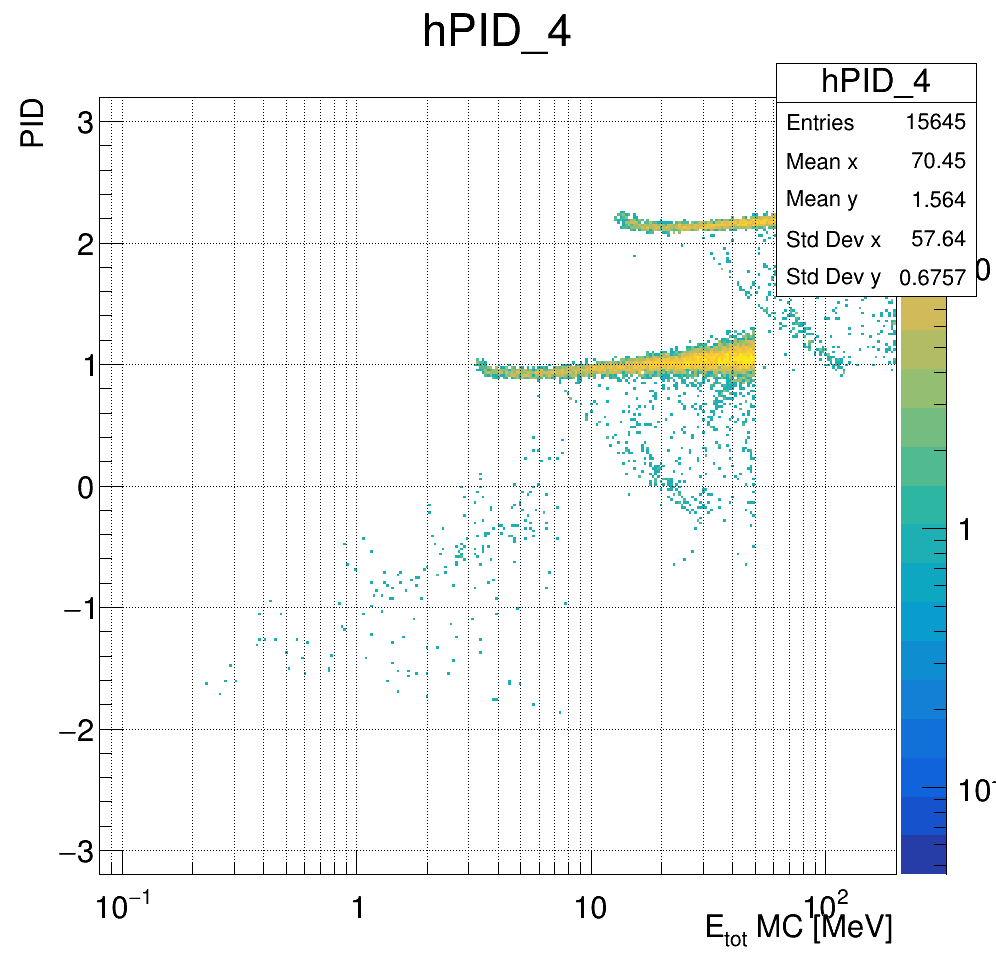 hPID_4
PID
hPID_4
Entries 15645
Mean x 70.45
Mean y 1.564
Std Dev x 57.64
Std Dev y 0.6757
3
2
1
0
−1
−2
−3
0
1
10⁻
10⁻¹ 1 10 10²
E_tot MC [MeV]